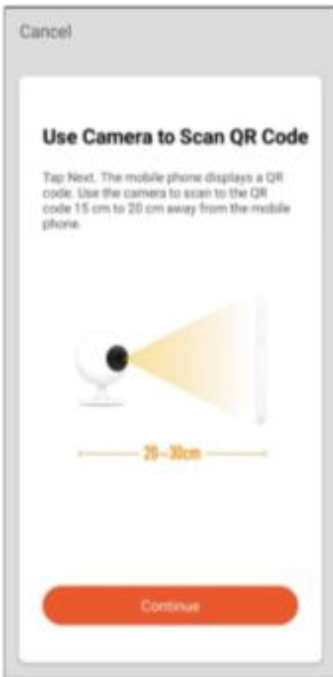 Cancel
Use Camera to Scan QR Code
Tap Next. The mobile phone displays a QR
code. Use the camera to scan to the QR
code 15 cm to 20 cm away from the mobile
phone.
20~30cm
Continue